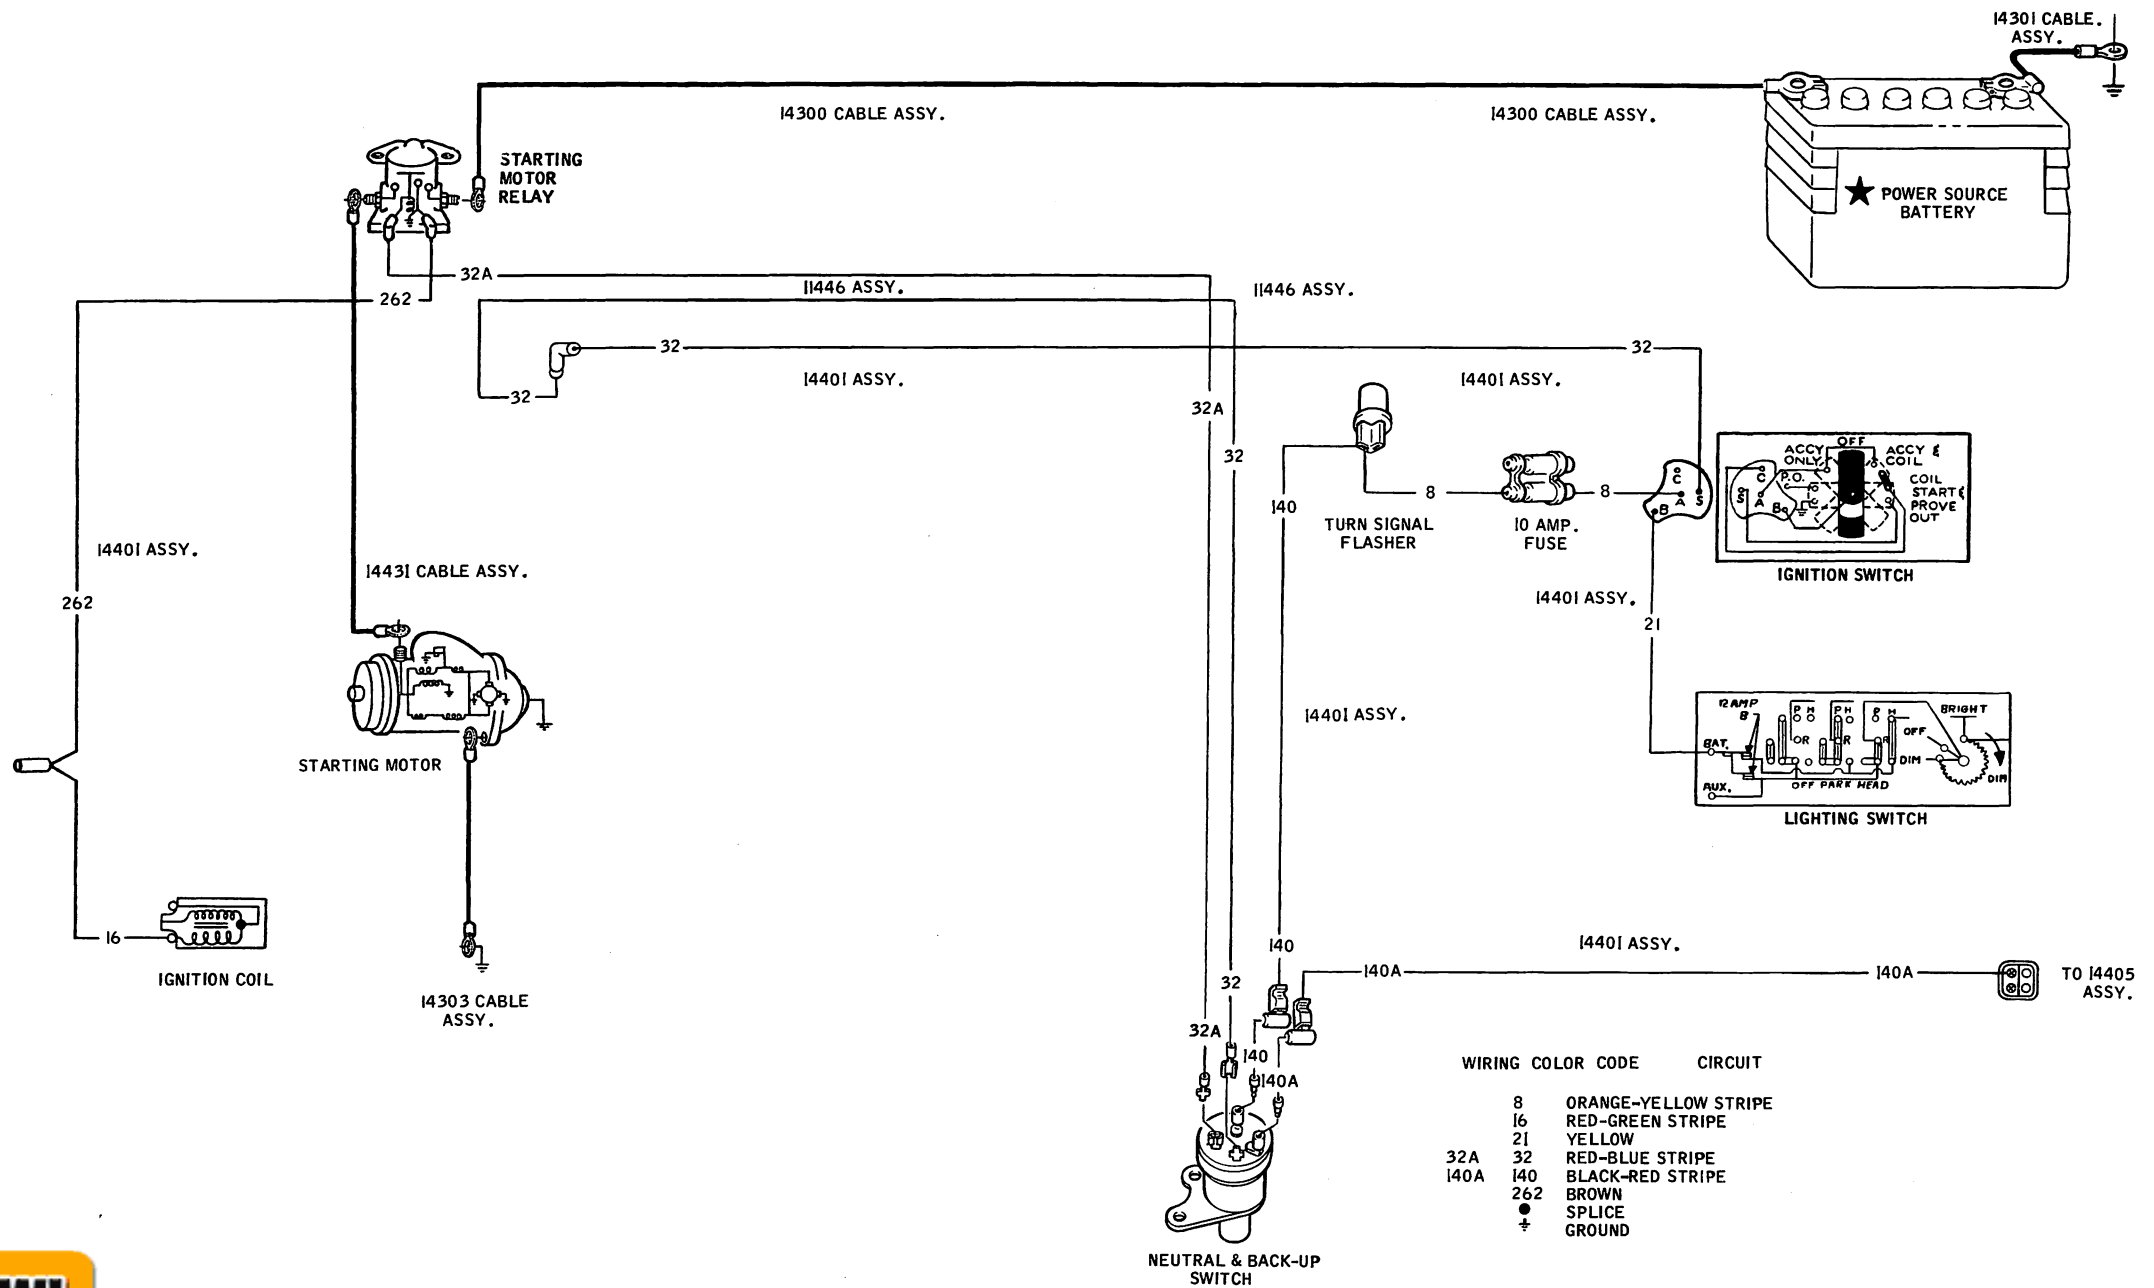 14301 CABLE.
ASSY.
14300 CABLE ASSY.
14300 CABLE ASSY.
STARTING
MOTOR
RELAY
★ POWER SOURCE
BATTERY
32A
11446 ASSY.
11446 ASSY.
262
32
32
14401 ASSY.
14401 ASSY.
32
32A
32
OFF
ACCY
ONLY
ACCY &
COIL
C
P.O.
S
A
B
COIL
START &
PROVE
OUT
C
A
S
B
8
8
140
TURN SIGNAL
FLASHER
10 AMP.
FUSE
IGNITION SWITCH
14401 ASSY.
14431 CABLE ASSY.
262
14401 ASSY.
21
14401 ASSY.
12 AMP
B
P H
P H
P H
BRIGHT
OFF
BAT.
R
R
R
DIM
DIM
AUX.
OFF PARK HEAD
LIGHTING SWITCH
STARTING MOTOR
16
IGNITION COIL
14303 CABLE
ASSY.
140
14401 ASSY.
140A
140A
TO 14405
ASSY.
32
32A
140
140A
WIRING COLOR CODE CIRCUIT
8 ORANGE-YELLOW STRIPE
16 RED-GREEN STRIPE
21 YELLOW
32A 32 RED-BLUE STRIPE
140A 140 BLACK-RED STRIPE
262 BROWN
● SPLICE
⏚ GROUND
NEUTRAL & BACK-UP
SWITCH